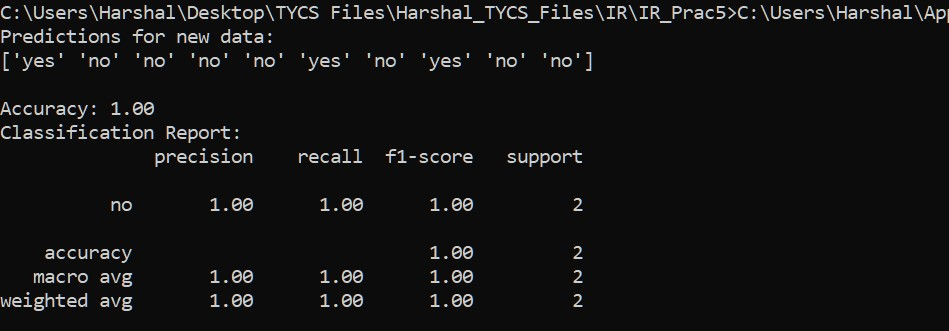 C:\Users\Harshal\Desktop\TYCS Files\Harshal_TYCS_Files\IR\IR_Prac5>C:\Users\Harshal\App
Predictions for new data:
['yes' 'no' 'no' 'no' 'no' 'yes' 'no' 'yes' 'no' 'no']
Accuracy: 1.00
Classification Report:
precision recall f1-score support
no 1.00 1.00 1.00 2
accuracy 1.00 2
macro avg 1.00 1.00 1.00 2
weighted avg 1.00 1.00 1.00 2